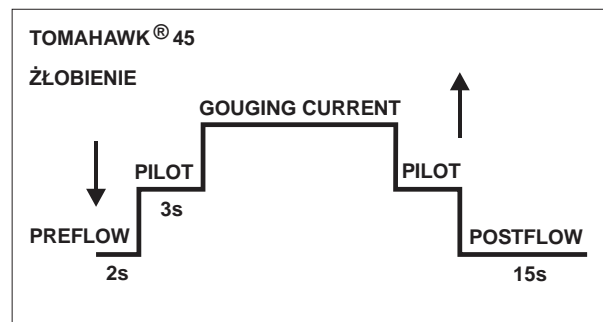 TOMAHAWK® 45
ŻŁOBIENIE
GOUGING CURRENT
PILOT
PILOT
3s
PREFLOW
POSTFLOW
2s
15s